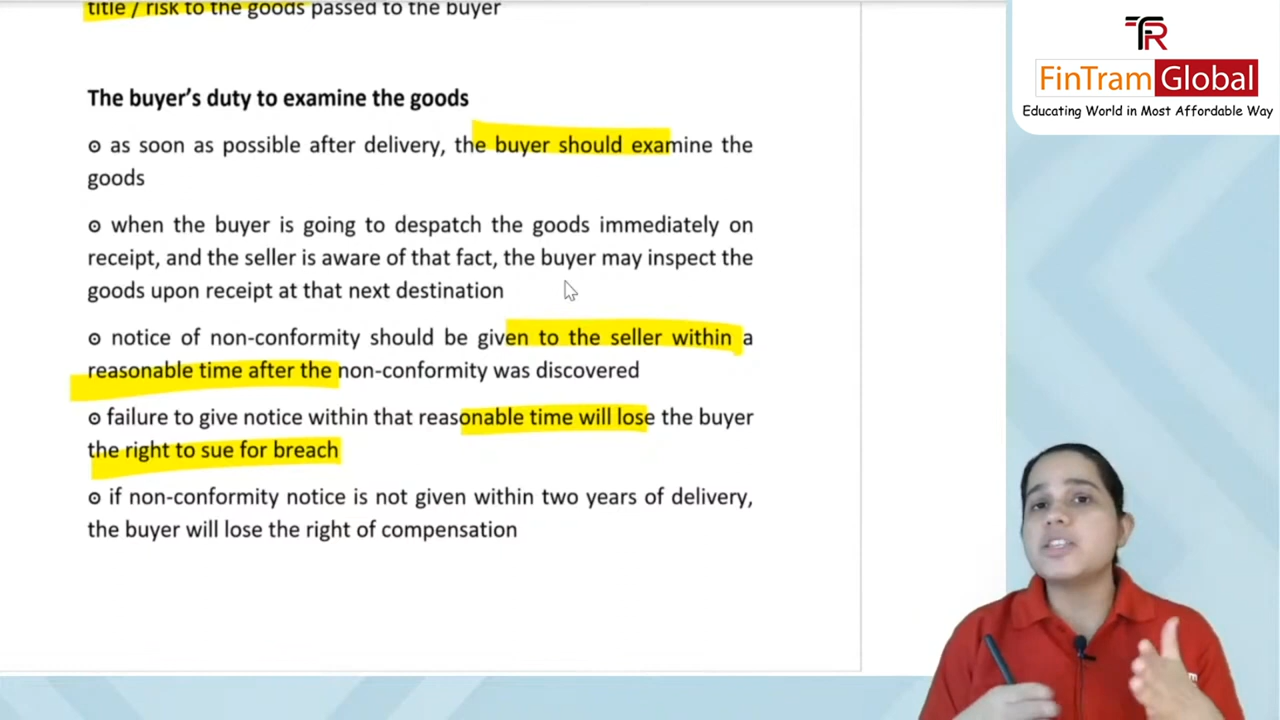 title / risk to the goods passed to the buyer
The buyer's duty to examine the goods
⊙ as soon as possible after delivery, the buyer should examine the
goods
⊙ when the buyer is going to despatch the goods immediately on
receipt, and the seller is aware of that fact, the buyer may inspect the
goods upon receipt at that next destination
⊙ notice of non-conformity should be given to the seller within a
reasonable time after the non-conformity was discovered
⊙ failure to give notice within that reasonable time will lose the buyer
the right to sue for breach
⊙ if non-conformity notice is not given within two years of delivery,
the buyer will lose the right of compensation
TR
FinTram Global
Educating World in Most Affordable Way